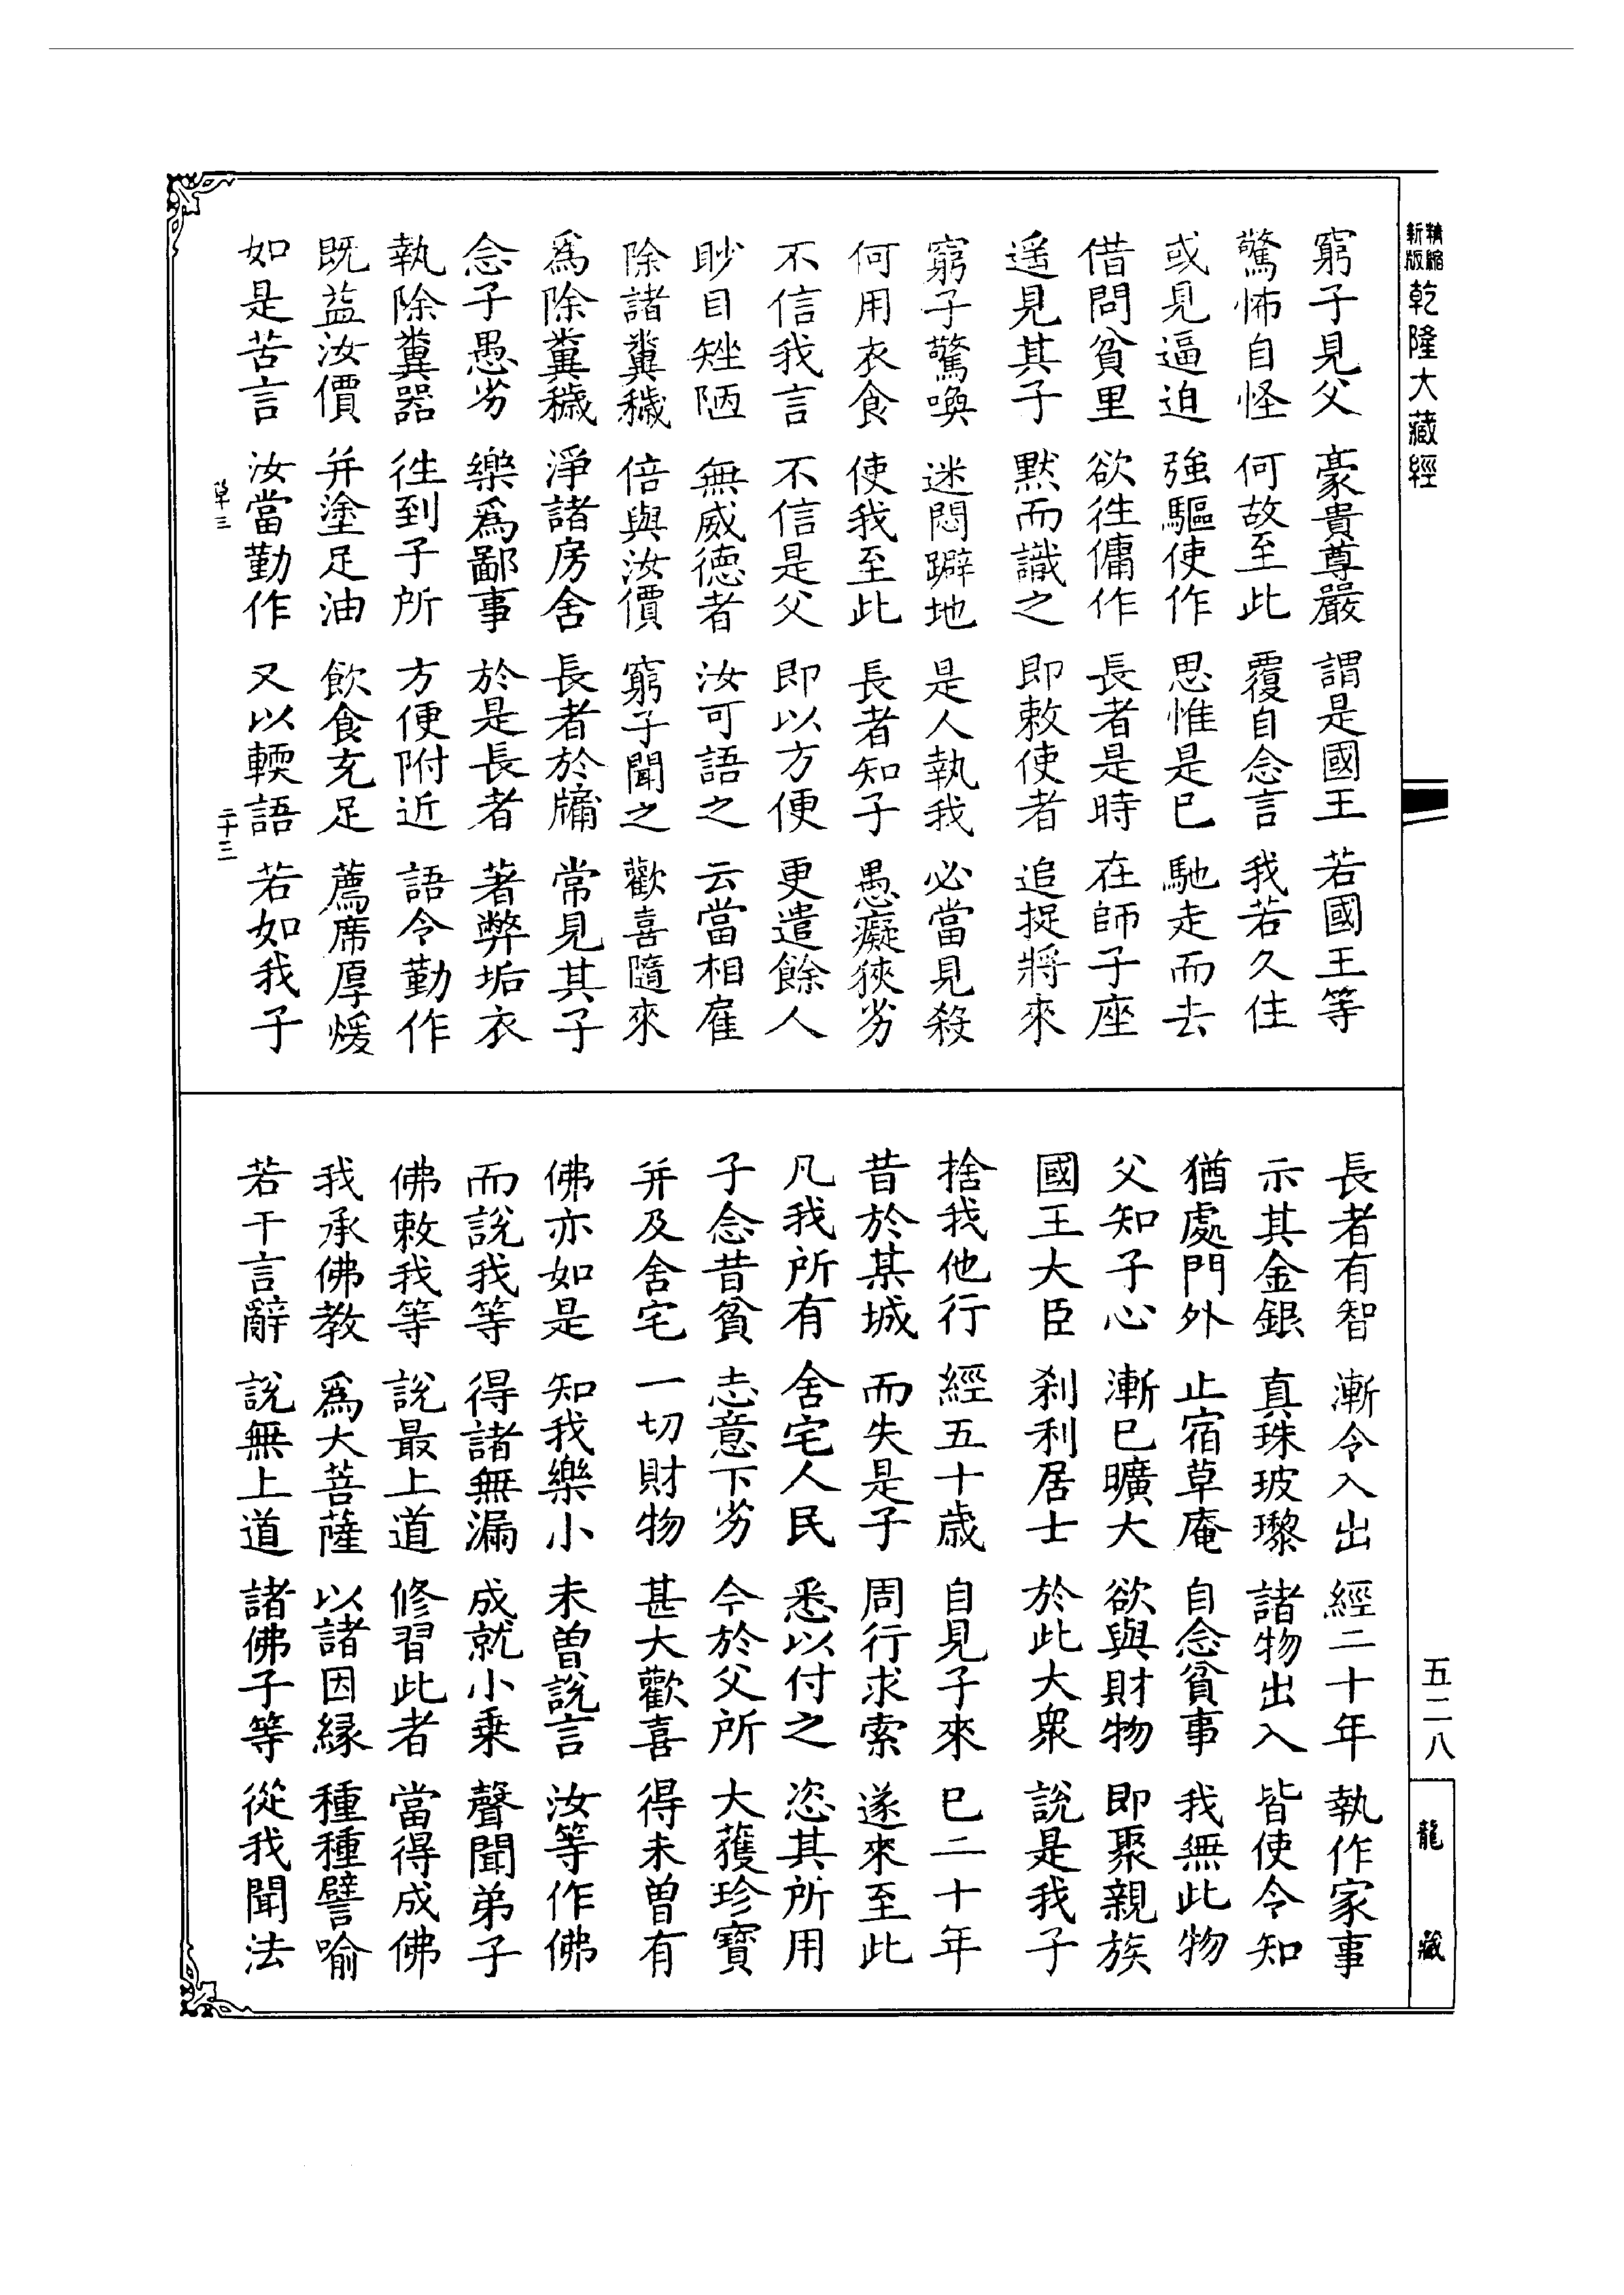 精縮新版乾隆大藏經
窮子見父 豪貴尊嚴 謂是國王 若國王等
驚怖自怪 何故至此 覆自念言 我若久住
或見逼迫 強驅使作 思惟是已 馳走而去
借問貧里 欲徃傭作 長者是時 在師子座
遥見其子 默而識之 即敕使者 追捉將來
窮子驚喚 迷悶躃地 是人執我 必當見殺
何用衣食 使我至此 長者知子 愚癡狹劣
不信我言 不信是父 即以方便 更遣餘人
眇目矬陋 無威德者 汝可語之 云當相雇
除諸糞穢 倍與汝價 窮子聞之 歡喜隨來
爲除糞穢 淨諸房舍 長者於牖 常見其子
念子愚劣 樂爲鄙事 於是長者 著弊垢衣
執除糞器 徃到子所 方便附近 語令勤作
既益汝價 并塗足油 飲食充足 薦席厚煖
如是苦言 汝當勤作 又以輭語 若如我子
草三 二十三
長者有智 漸令入出 經二十年 執作家事
示其金銀 真珠玻瓈 諸物出入 皆使令知
猶處門外 止宿草庵 自念貧事 我無此物
父知子心 漸已曠大 欲與財物 即聚親族
國王大臣 刹利居士 於此大衆 說是我子
捨我他行 經五十歲 自見子來 已二十年
昔於某城 而失是子 周行求索 遂來至此
凡我所有 舍宅人民 悉以付之 恣其所用
子念昔貧 志意下劣 今於父所 大獲珍寶
并及舍宅 一切財物 甚大歡喜 得未曾有
佛亦如是 知我樂小 未曾說言 汝等作佛
而說我等 得諸無漏 成就小乘 聲聞弟子
佛敕我等 說最上道 修習此者 當得成佛
我承佛教 爲大菩薩 以諸因緣 種種譬喻
若干言辭 說無上道 諸佛子等 從我聞法
五二八
龍藏